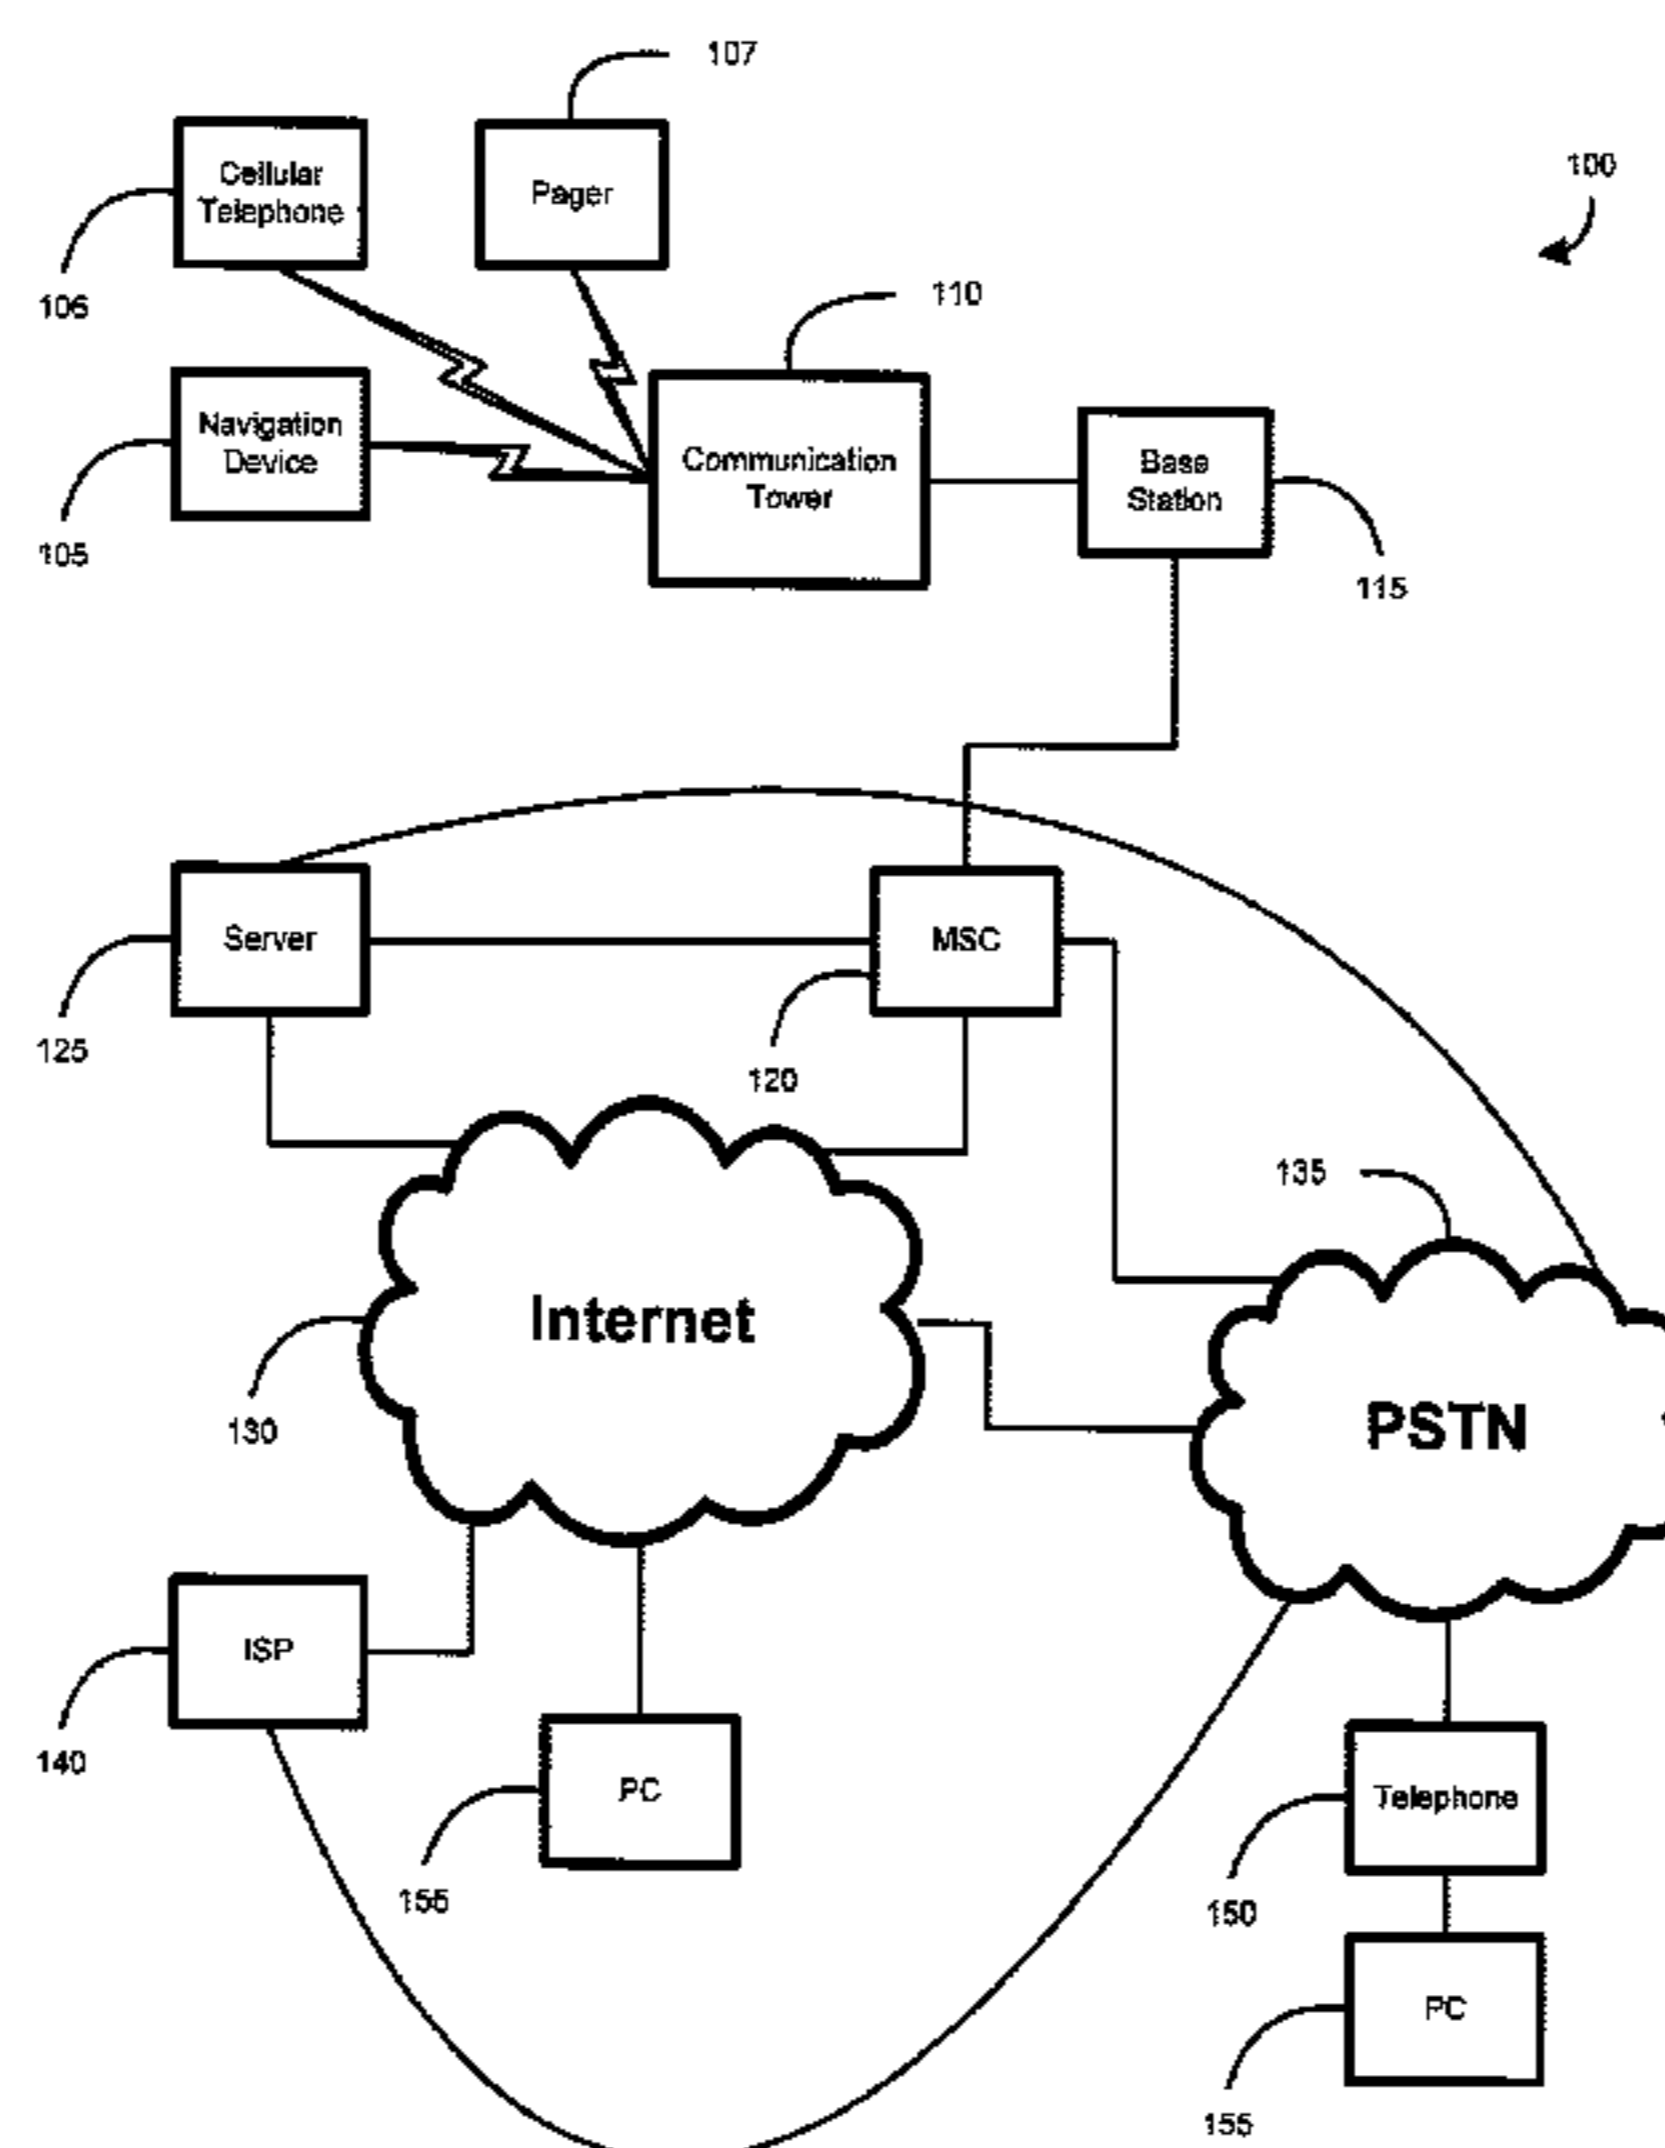 107
100
Cellular
Telephone
Pager
106
110
Navigation
Device
Communication
Tower
Base
Station
105
115
Server
MSC
125
120
135
Internet
PSTN
130
ISP
140
PC
Telephone
155
150
PC
155